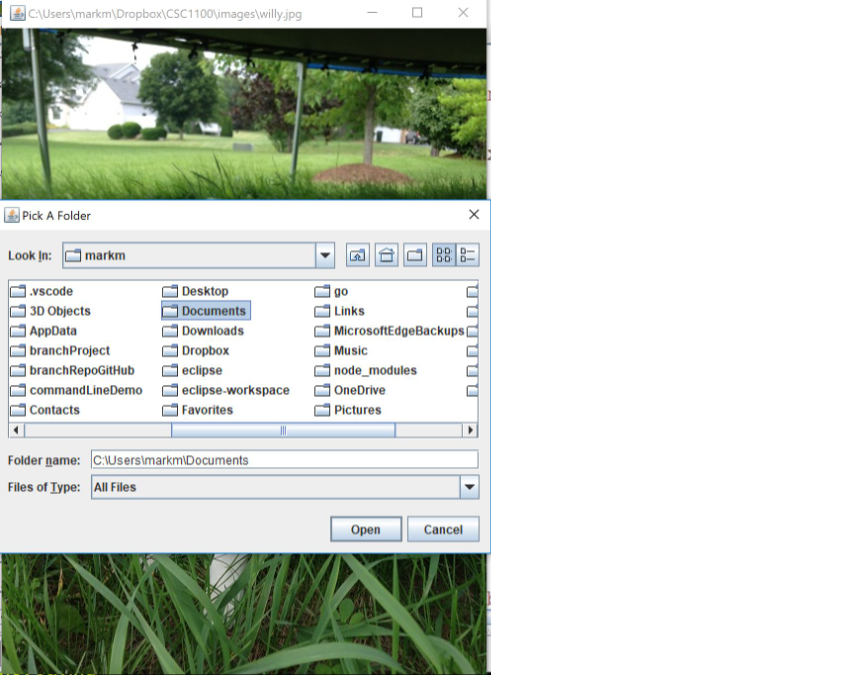 C:\Users\markm\Dropbox\CSC1100\images\willy.jpg
Pick A Folder
Look In: markm
.vscode Desktop go
3D Objects Documents Links
AppData Downloads MicrosoftEdgeBackups
branchProject Dropbox Music
branchRepoGitHub eclipse node_modules
commandLineDemo eclipse-workspace OneDrive
Contacts Favorites Pictures
Folder name: C:\Users\markm\Documents
Files of Type: All Files
Open Cancel